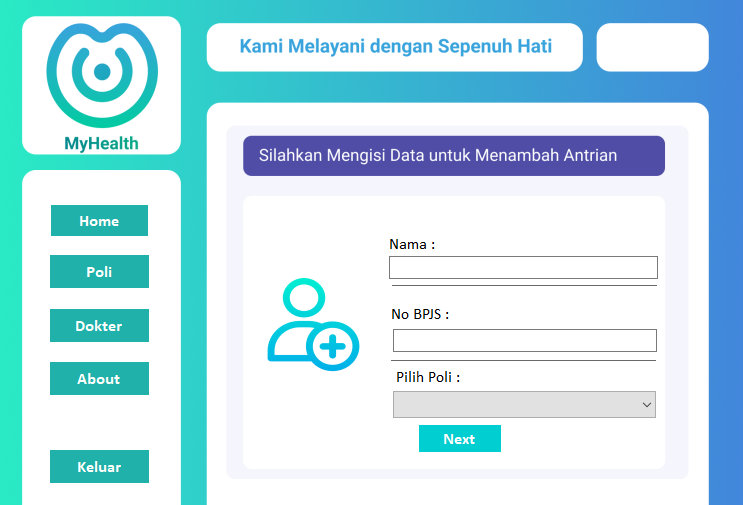 MyHealth
Kami Melayani dengan Sepenuh Hati
Home
Poli
Dokter
About
Keluar
Silahkan Mengisi Data untuk Menambah Antrian
Nama :
No BPJS :
Pilih Poli :
Next